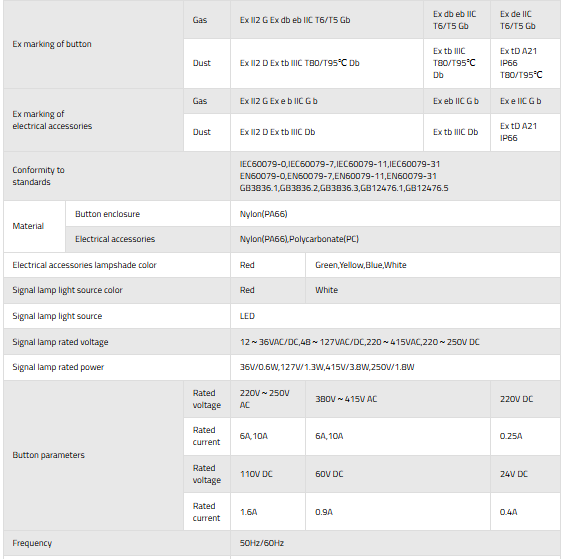 Gas
Ex II2 G Ex db eb IIC T6/T5 Gb
Ex db eb IIC
T6/T5 Gb
Ex de IIC
T6/T5 Gb
Ex marking of button
Dust
Ex II2 D Ex tb IIIC T80/T95℃ Db
Ex tb IIIC
T80/T95℃
Db
Ex tD A21
IP66
T80/T95℃
Ex marking of
electrical accessories
Gas
Ex II2 G Ex e b IIC G b
Ex eb IIC G b
Ex e IIC G b
Dust
Ex II2 D Ex tb IIIC Db
Ex tb IIIC Db
Ex tD A21
IP66
Conformity to
standards
IEC60079-0,IEC60079-7,IEC60079-11,IEC60079-31
EN60079-0,EN60079-7,EN60079-11,EN60079-31
GB3836.1,GB3836.2,GB3836.3,GB12476.1,GB12476.5
Material
Button enclosure
Nylon(PA66)
Electrical accessories
Nylon(PA66),Polycarbonate(PC)
Electrical accessories lampshade color
Red
Green,Yellow,Blue,White
Signal lamp light source color
Red
White
Signal lamp light source
LED
Signal lamp rated voltage
12～36VAC/DC,48～127VAC/DC,220～415VAC,220～250V DC
Signal lamp rated power
36V/0.6W,127V/1.3W,415V/3.8W,250V/1.8W
Button parameters
Rated
voltage
220V～250V
AC
380V～415V AC
220V DC
Rated
current
6A,10A
6A,10A
0.25A
Rated
voltage
110V DC
60V DC
24V DC
Rated
current
1.6A
0.9A
0.4A
Frequency
50Hz/60Hz